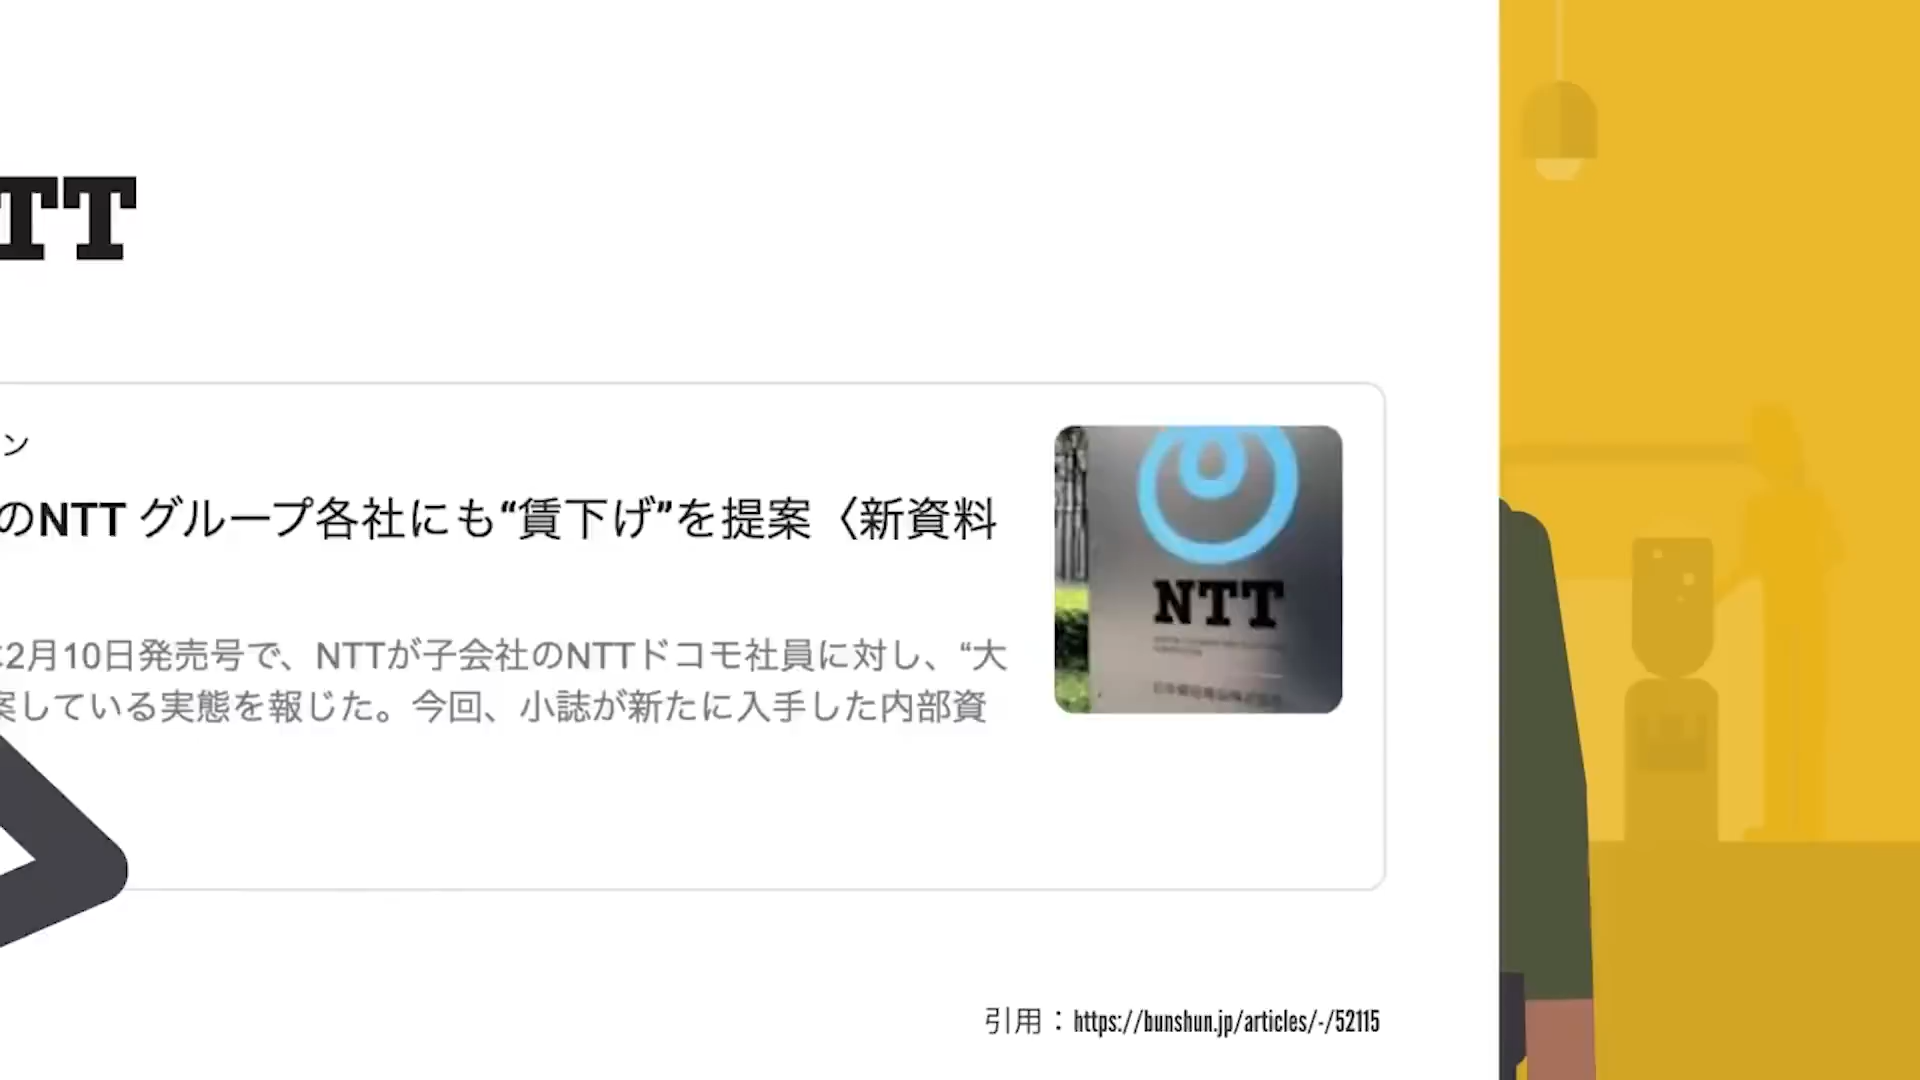 TT
ン
のNTT グループ各社にも“賃下げ”を提案〈新資料
2月10日発売号で、NTTが子会社のNTTドコモ社員に対し、“大
案している実態を報じた。今回、小誌が新たに入手した内部資
NTT
引用：https://bunshun.jp/articles/-/52115